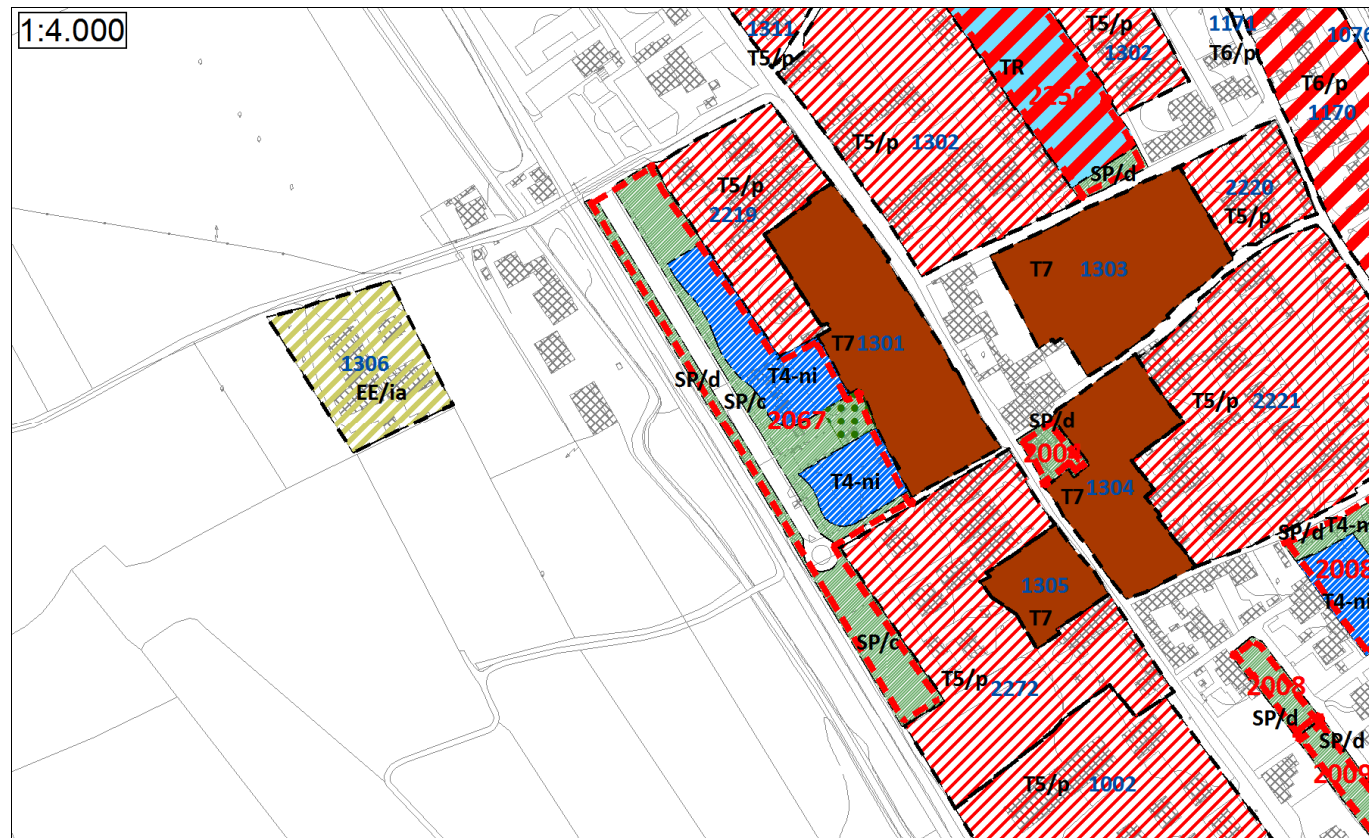 1:4.000
1311
T5/p
T5/p
1302
1171
T6/p
TR
T6/p
1170
T5/p 1302
SP/d
T5/p
2219
2220
T5/p
T7 1303
1306
EE/ia
T7 1301
SP/d
T4-ni
SP/c
2067
T5/p 2221
SP/d
T4-ni
T7 1304
SP/d
2008
T4-ni
1305
T7
SP/c
T5/p 2272
2008
SP/d
SP/d
T5/p 1002